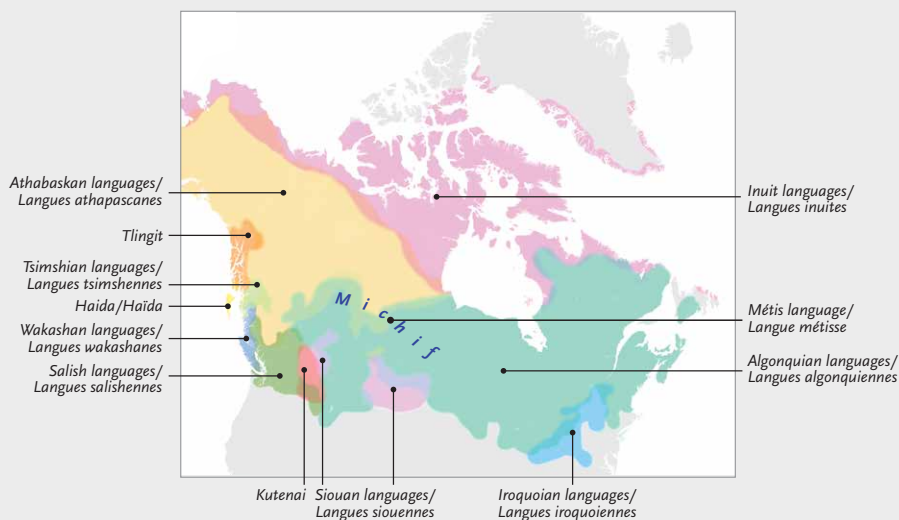 Athabaskan languages/
Langues athapascanes
Tlingit
Tsimshian languages/
Langues tsimshennes
Haida/Haïda
Wakashan languages/
Langues wakashanes
Salish languages/
Langues salishennes
Michif
Inuit languages/
Langues inuites
Métis language/
Langue métisse
Algonquian languages/
Langues algonquiennes
Kutenai
Siouan languages/
Langues siouennes
Iroquoian languages/
Langues iroquoiennes